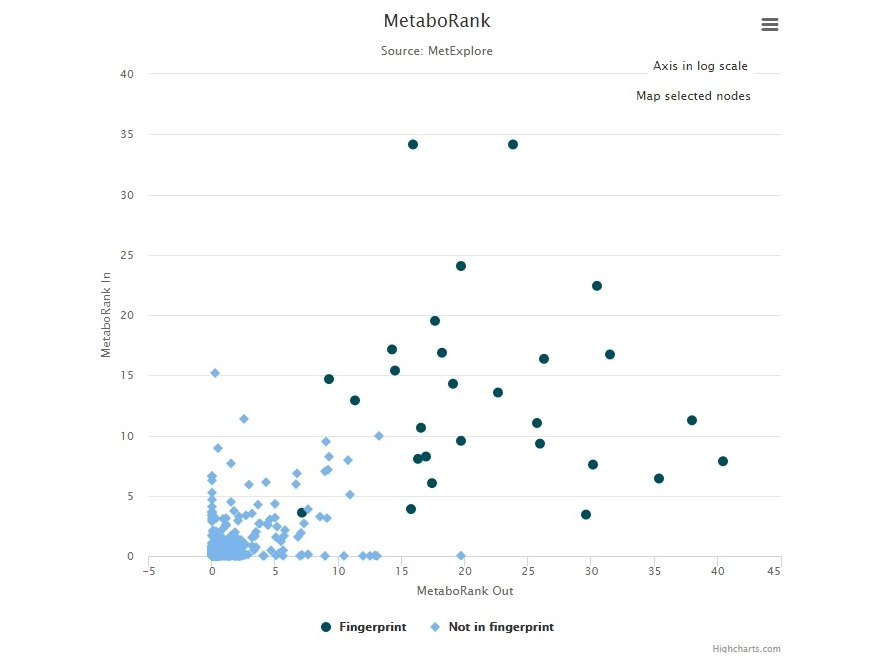 MetaboRank
Source: MetExplore
Axis in log scale
Map selected nodes
MetaboRank In
40
35
30
25
20
15
10
5
0
−5 0 5 10 15 20 25 30 35 40 45
MetaboRank Out
Fingerprint Not in fingerprint
Highcharts.com